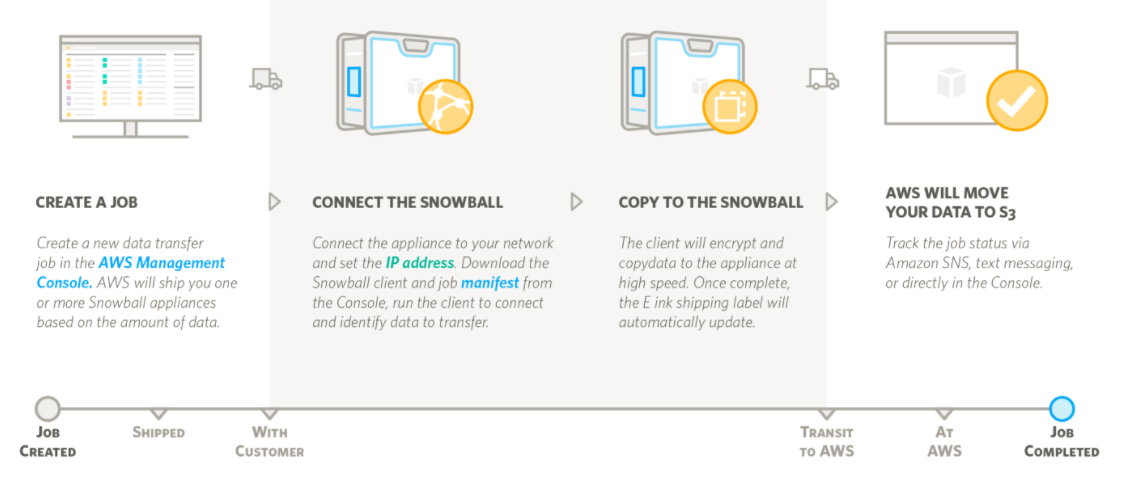 CREATE A JOB
Create a new data transfer
job in the AWS Management
Console. AWS will ship you one
or more Snowball appliances
based on the amount of data.
CONNECT THE SNOWBALL
Connect the appliance to your network
and set the IP address. Download the
Snowball client and job manifest from
the Console, run the client to connect
and identify data to transfer.
COPY TO THE SNOWBALL
The client will encrypt and
copydata to the appliance at
high speed. Once complete,
the E ink shipping label will
automatically update.
AWS WILL MOVE
YOUR DATA TO S3
Track the job status via
Amazon SNS, text messaging,
or directly in the Console.
JOB
CREATED
SHIPPED
WITH
CUSTOMER
TRANSIT
TO AWS
AT
AWS
JOB
COMPLETED